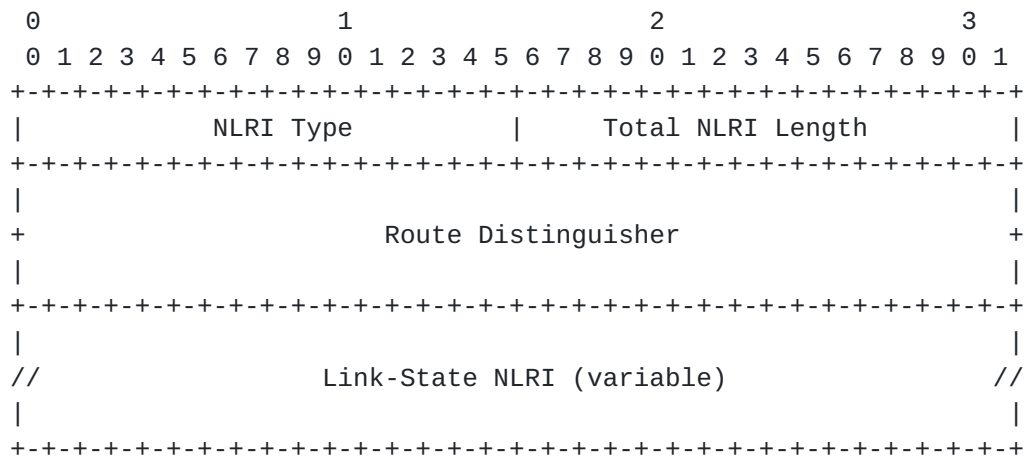 0                   1                   2                   3
 0 1 2 3 4 5 6 7 8 9 0 1 2 3 4 5 6 7 8 9 0 1 2 3 4 5 6 7 8 9 0 1
+-+-+-+-+-+-+-+-+-+-+-+-+-+-+-+-+-+-+-+-+-+-+-+-+-+-+-+-+-+-+-+-+
|            NLRI Type          |     Total NLRI Length         |
+-+-+-+-+-+-+-+-+-+-+-+-+-+-+-+-+-+-+-+-+-+-+-+-+-+-+-+-+-+-+-+-+
|                                                               |
+                       Route Distinguisher                     +
|                                                               |
+-+-+-+-+-+-+-+-+-+-+-+-+-+-+-+-+-+-+-+-+-+-+-+-+-+-+-+-+-+-+-+-+
|                                                               |
//                  Link-State NLRI (variable)                 //
|                                                               |
+-+-+-+-+-+-+-+-+-+-+-+-+-+-+-+-+-+-+-+-+-+-+-+-+-+-+-+-+-+-+-+-+